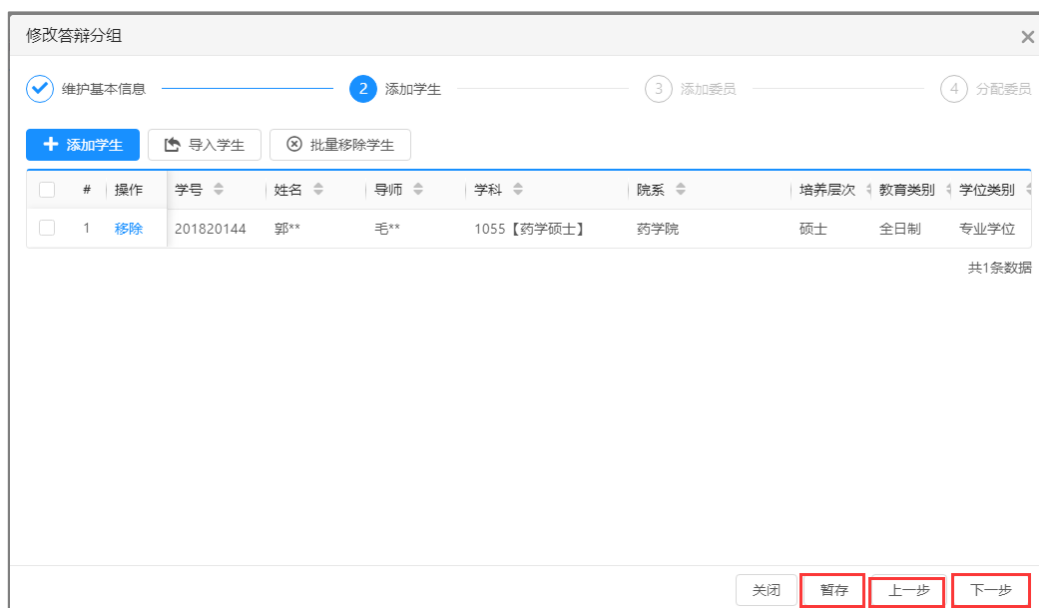 修改答辩分组
维护基本信息 2 添加学生 3 添加委员 4 分配委员
添加学生 导入学生 批量移除学生
# 操作 学号 姓名 导师 学科 院系 培养层次 教育类别 学位类别
1 移除 201820144 郭** 毛** 1055【药学硕士】 药学院 硕士 全日制 专业学位
共1条数据
关闭 暂存 上一步 下一步